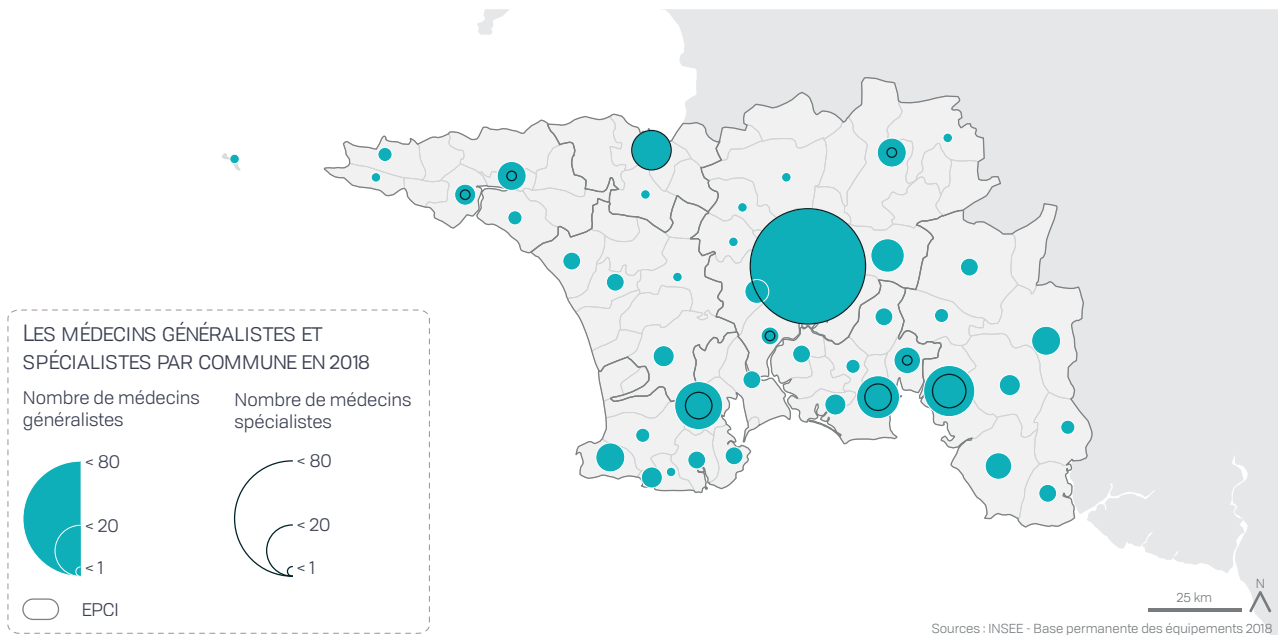 LES MÉDECINS GÉNÉRALISTES ET
SPÉCIALISTES PAR COMMUNE EN 2018
Nombre de médecins
généralistes
< 80
< 20
< 1
Nombre de médecins
spécialistes
< 80
< 20
< 1
EPCI
25 km
N
Sources : INSEE - Base permanente des équipements 2018